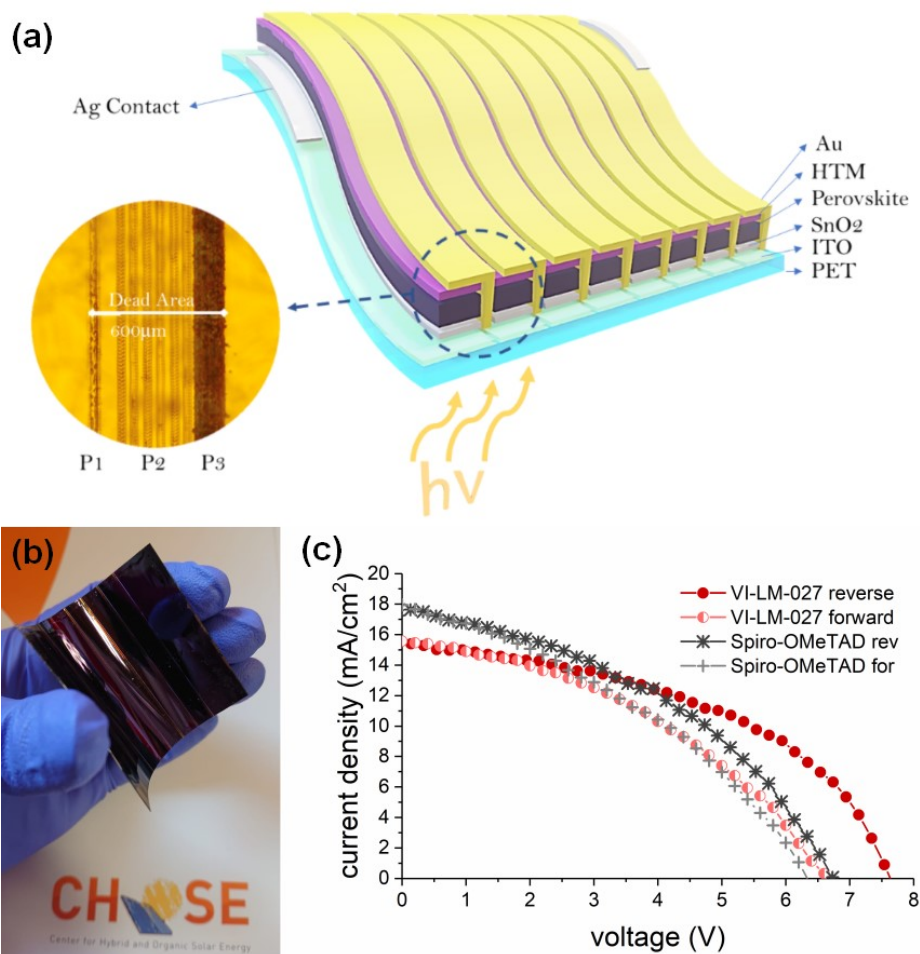 (a)
Ag Contact
Au
HTM
Perovskite
SnO2
ITO
PET
Dead Area
600μm
P1 P2 P3
hν
(b)
CHOSE
Center for Hybrid and Organic Solar Energy
(c)
current density (mA/cm²)
20
18
16
14
12
10
8
6
4
2
0
VI-LM-027 reverse
VI-LM-027 forward
Spiro-OMeTAD rev
Spiro-OMeTAD for
0 1 2 3 4 5 6 7 8
voltage (V)